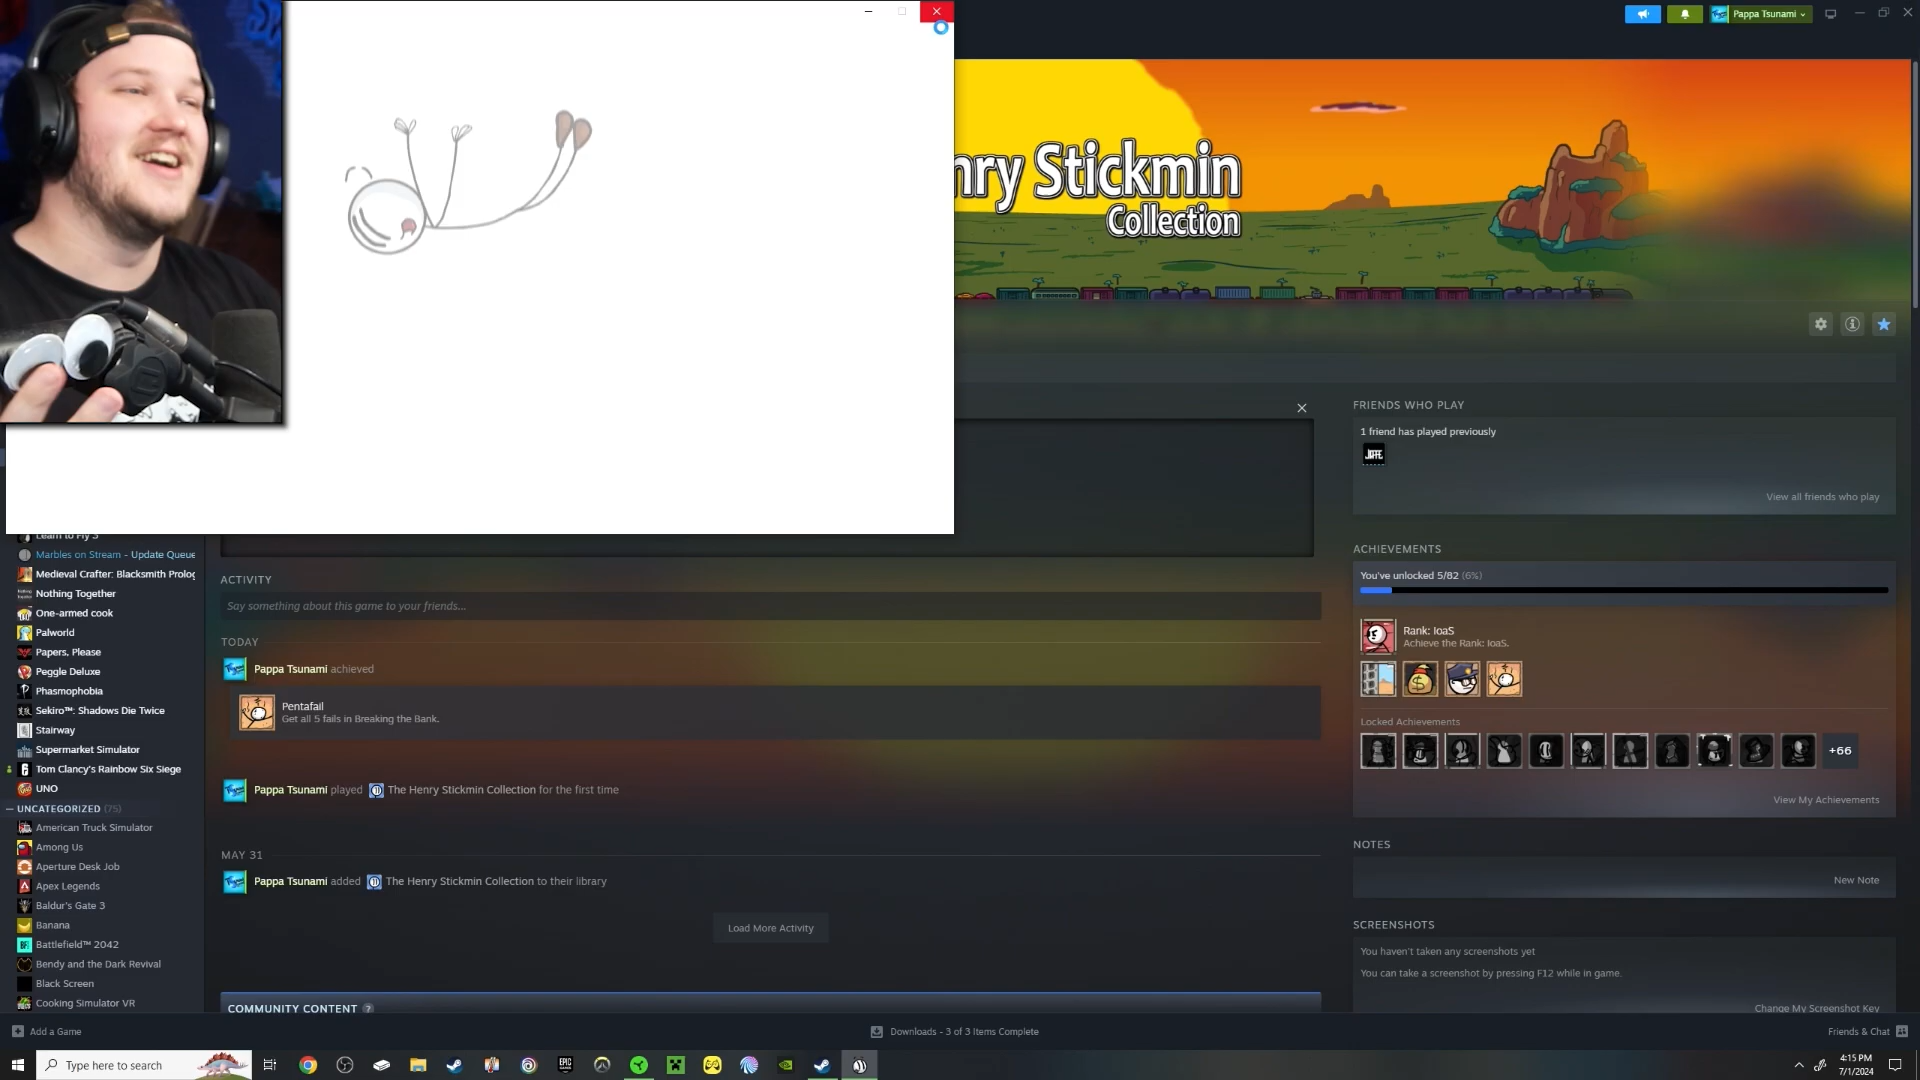 Pappa Tsunami
nry Stickmin
Collection
FRIENDS WHO PLAY
1 friend has played previously
View all friends who play
ACHIEVEMENTS
You've unlocked 5/82 (6%)
Rank: IoaS
Achieve the Rank: IoaS.
Locked Achievements
+66
View My Achievements
NOTES
New Note
SCREENSHOTS
You haven't taken any screenshots yet
You can take a screenshot by pressing F12 while in game.
Change My Screenshot Key
ACTIVITY
Say something about this game to your friends...
TODAY
Pappa Tsunami achieved
Pentafail
Get all 5 fails in Breaking the Bank.
Pappa Tsunami played The Henry Stickmin Collection for the first time
MAY 31
Pappa Tsunami added The Henry Stickmin Collection to their library
Load More Activity
COMMUNITY CONTENT ?
Learn to Fly 3
Marbles on Stream - Update Queue
Medieval Crafter: Blacksmith Prolog
Nothing Together
One-armed cook
Palworld
Papers, Please
Peggle Deluxe
Phasmophobia
Sekiro™: Shadows Die Twice
Stairway
Supermarket Simulator
Tom Clancy's Rainbow Six Siege
UNO
— UNCATEGORIZED (75)
American Truck Simulator
Among Us
Aperture Desk Job
Apex Legends
Baldur's Gate 3
Banana
Battlefield™ 2042
Bendy and the Dark Revival
Black Screen
Cooking Simulator VR
Add a Game
Downloads - 3 of 3 Items Complete
Friends & Chat
Type here to search
EPIC
GAMES
4:15 PM
7/1/2024